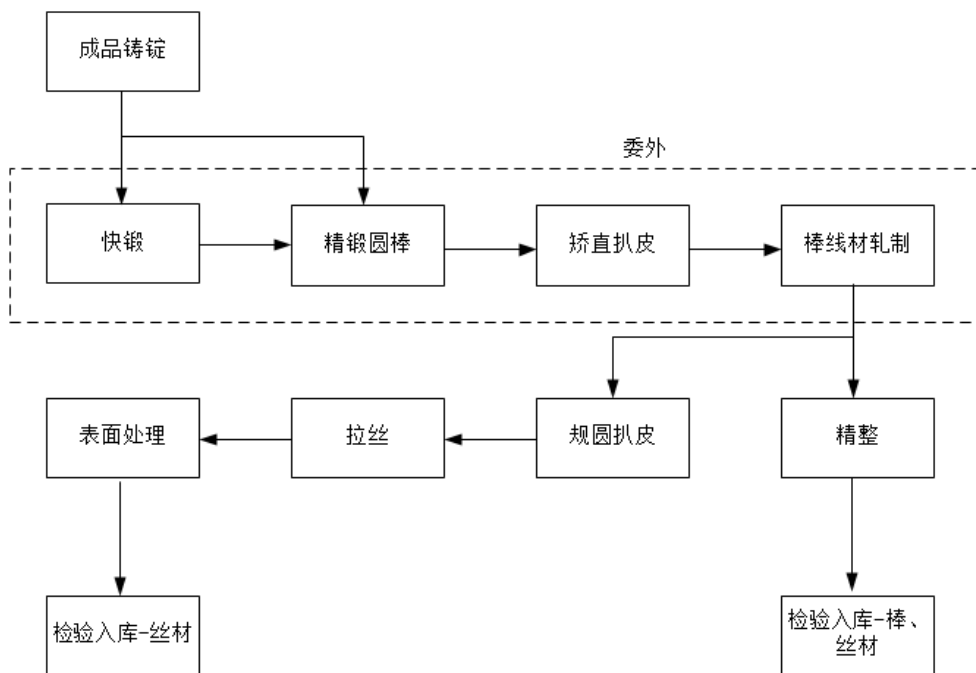 成品铸锭
委外
快锻
精锻圆棒
矫直扒皮
棒线材轧制
表面处理
拉丝
规圆扒皮
精整
检验入库-丝材
检验入库-棒、
丝材